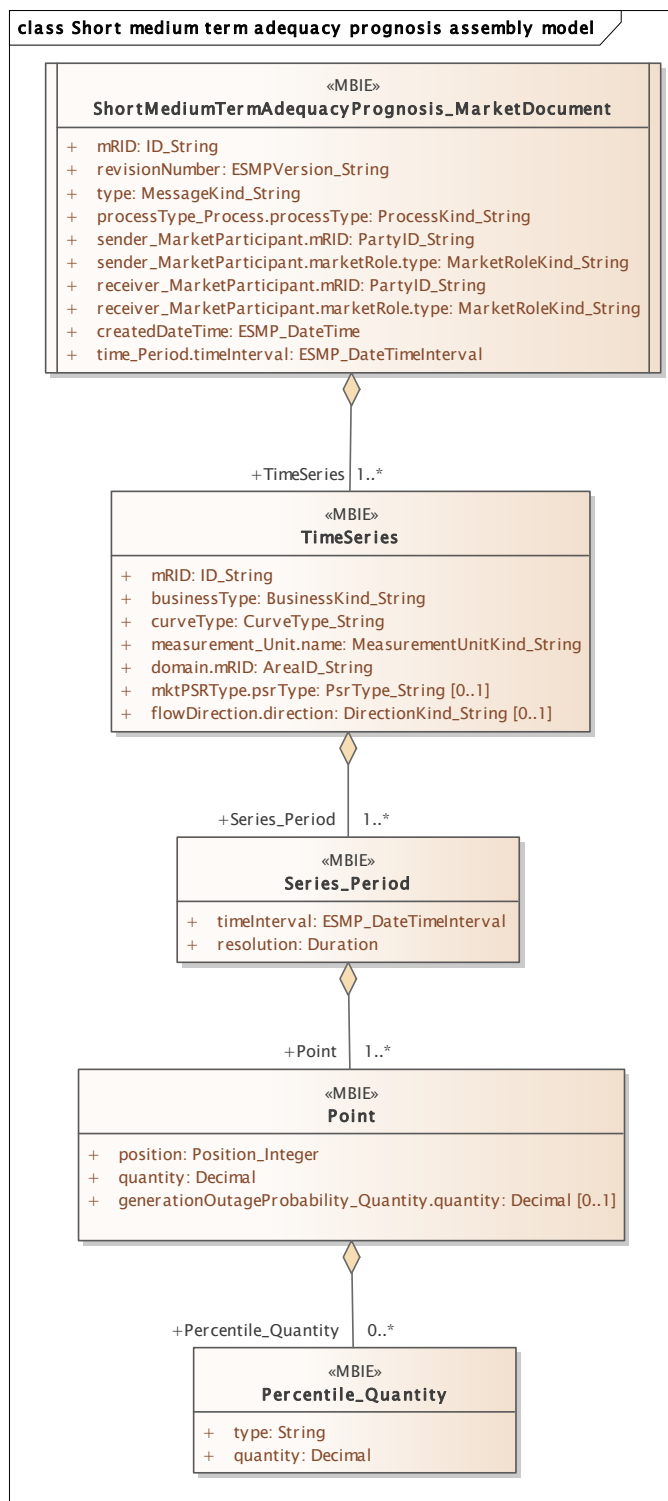 class Short medium term adequacy prognosis assembly model
«MBIE»
ShortMediumTermAdequacyPrognosis_MarketDocument
+ mRID: ID_String
+ revisionNumber: ESMPVersion_String
+ type: MessageKind_String
+ processType_Process.processType: ProcessKind_String
+ sender_MarketParticipant.mRID: PartyID_String
+ sender_MarketParticipant.marketRole.type: MarketRoleKind_String
+ receiver_MarketParticipant.mRID: PartyID_String
+ receiver_MarketParticipant.marketRole.type: MarketRoleKind_String
+ createdDateTime: ESMP_DateTime
+ time_Period.timeInterval: ESMP_DateTimeInterval
+TimeSeries 1..*
«MBIE»
TimeSeries
+ mRID: ID_String
+ businessType: BusinessKind_String
+ curveType: CurveType_String
+ measurement_Unit.name: MeasurementUnitKind_String
+ domain.mRID: AreaID_String
+ mktPSRType.psrType: PsrType_String [0..1]
+ flowDirection.direction: DirectionKind_String [0..1]
+Series_Period 1..*
«MBIE»
Series_Period
+ timeInterval: ESMP_DateTimeInterval
+ resolution: Duration
+Point 1..*
«MBIE»
Point
+ position: Position_Integer
+ quantity: Decimal
+ generationOutageProbability_Quantity.quantity: Decimal [0..1]
+Percentile_Quantity 0..*
«MBIE»
Percentile_Quantity
+ type: String
+ quantity: Decimal